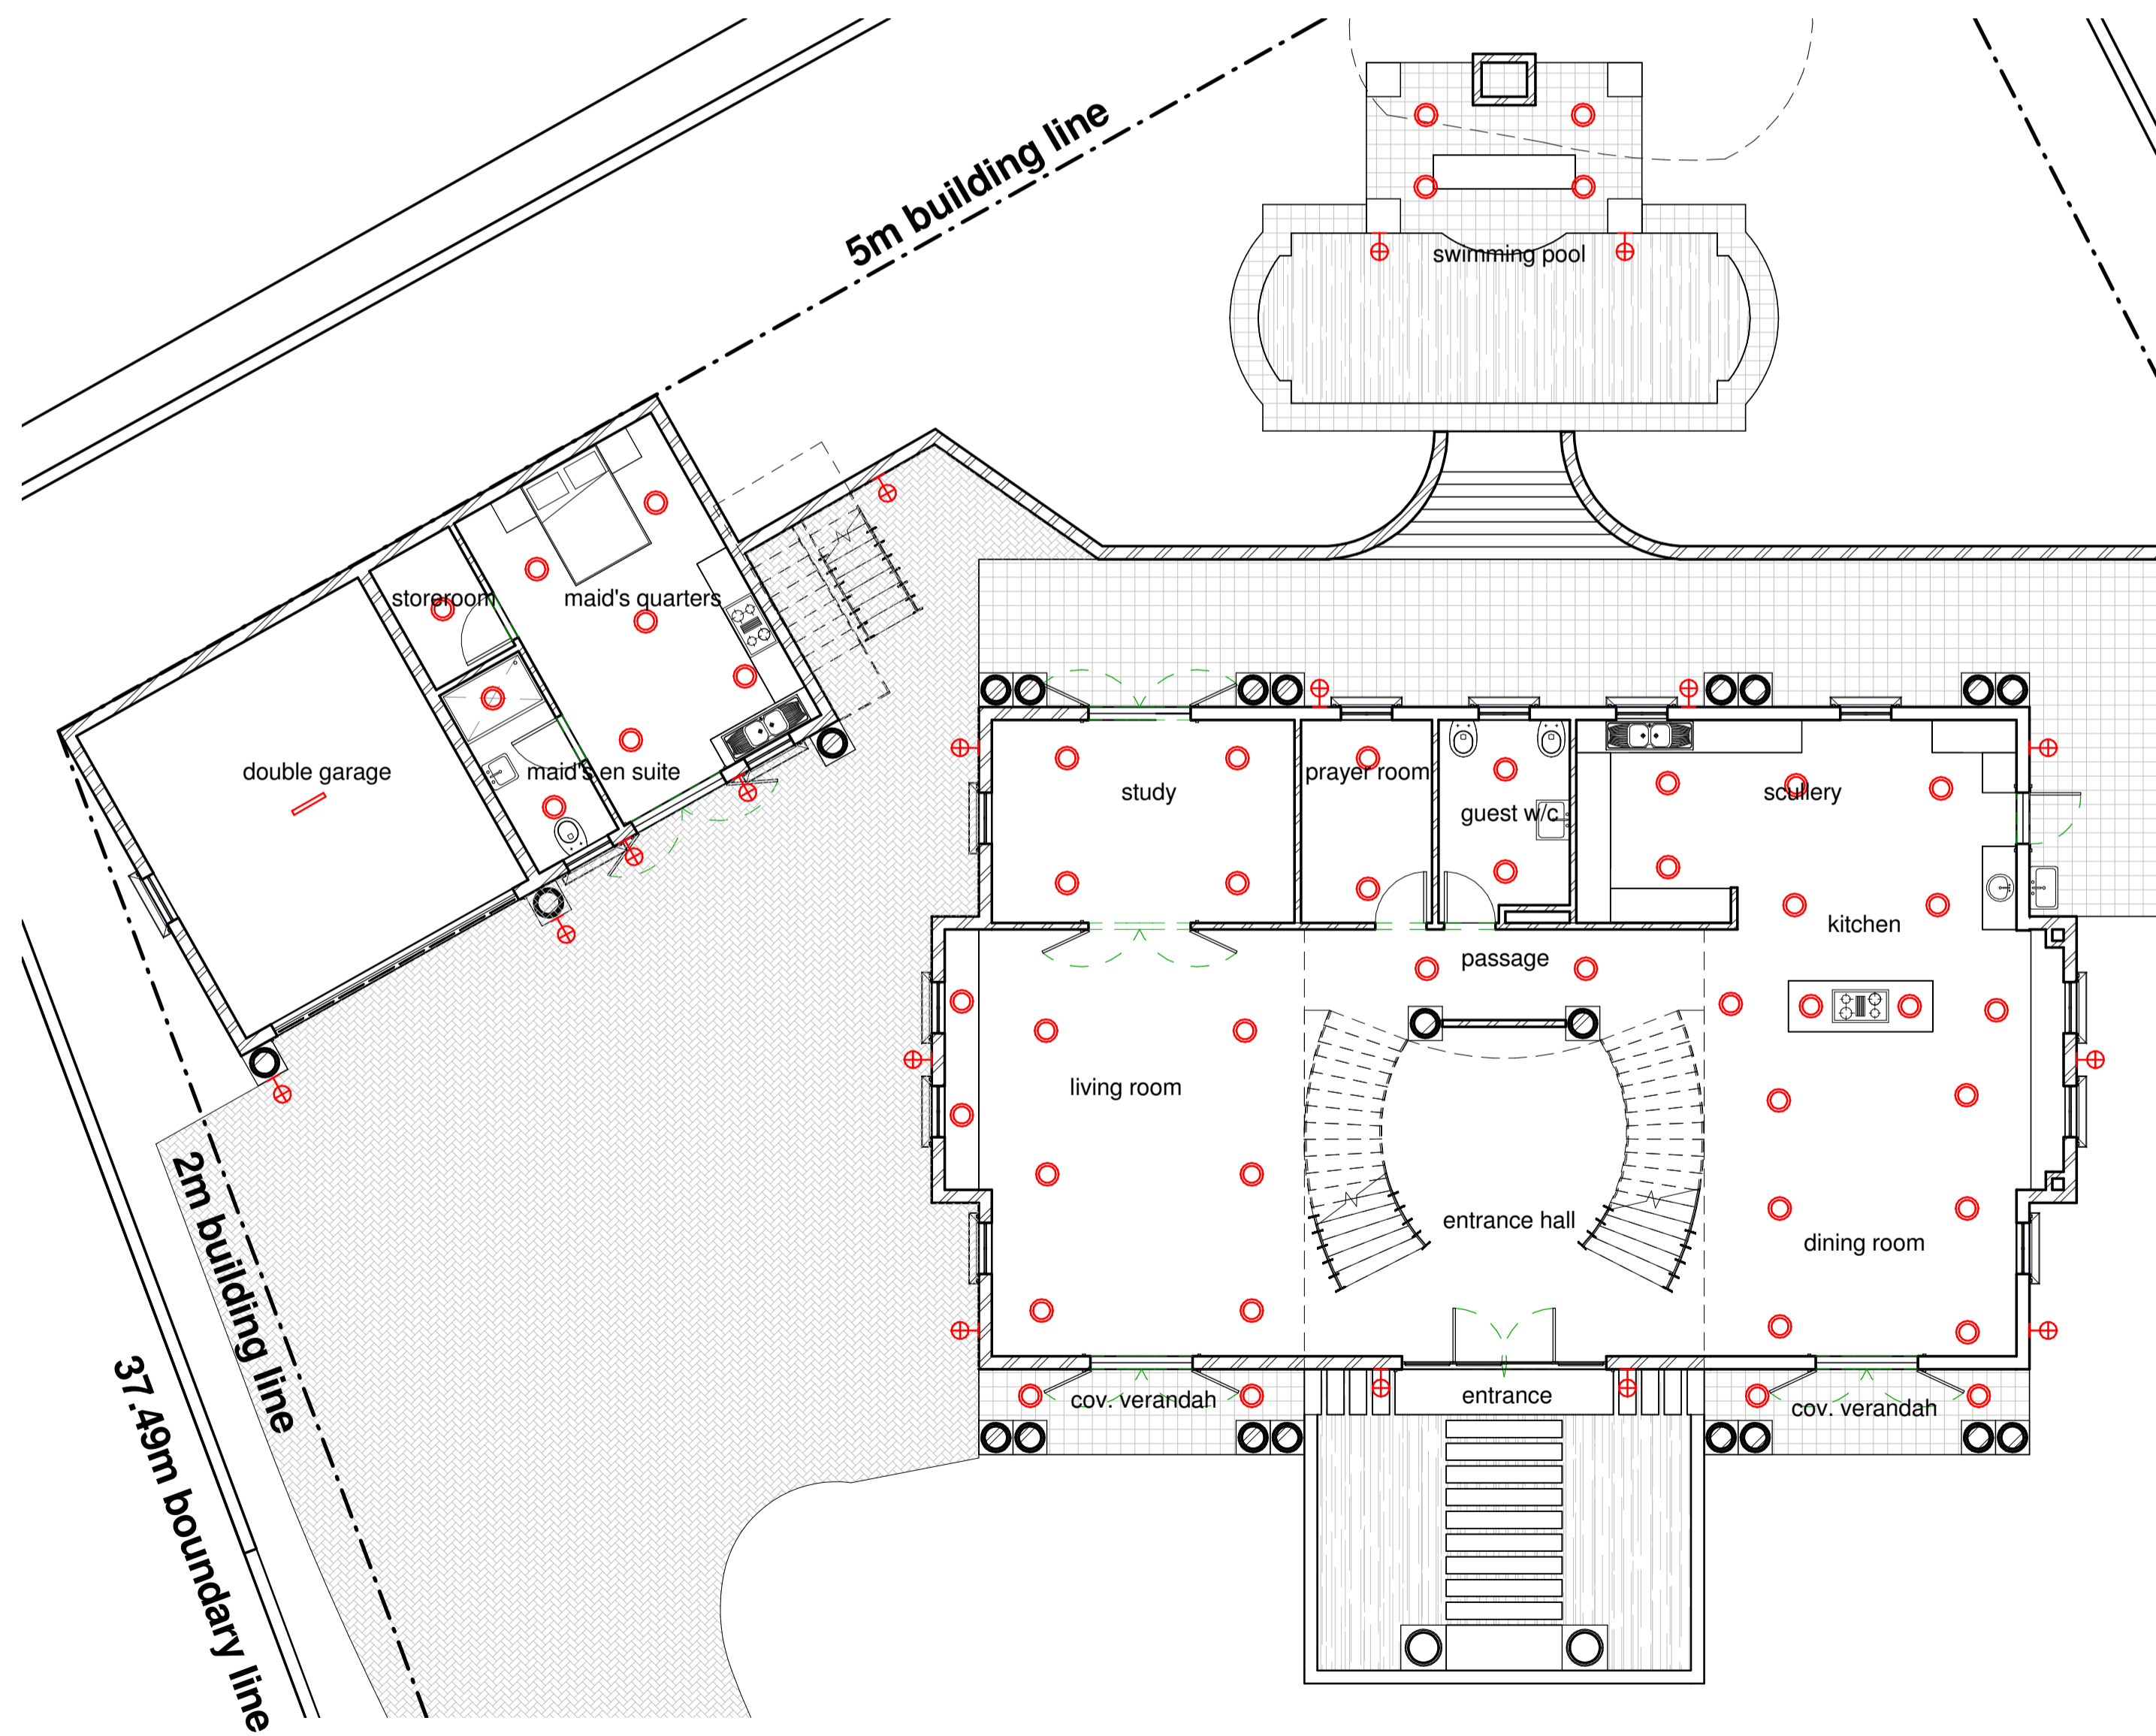 5m building line
swimming pool
storeroom
maid's quarters
double garage
maid's en suite
study
prayer room
guest w/c
scullery
kitchen
passage
living room
entrance hall
dining room
entrance
cov. verandah
cov. verandah
2m building line
37.49m boundary line